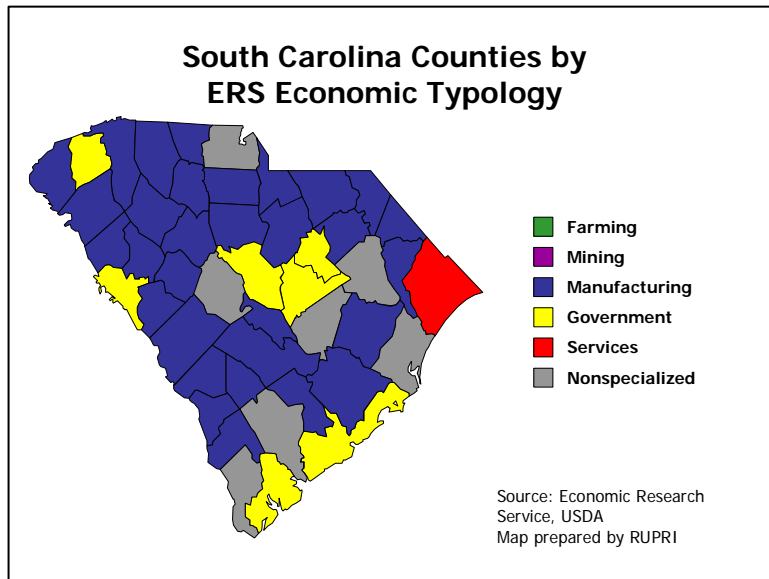 South Carolina Counties by
ERS Economic Typology
Farming
Mining
Manufacturing
Government
Services
Nonspecialized
Source: Economic Research
Service, USDA
Map prepared by RUPRI